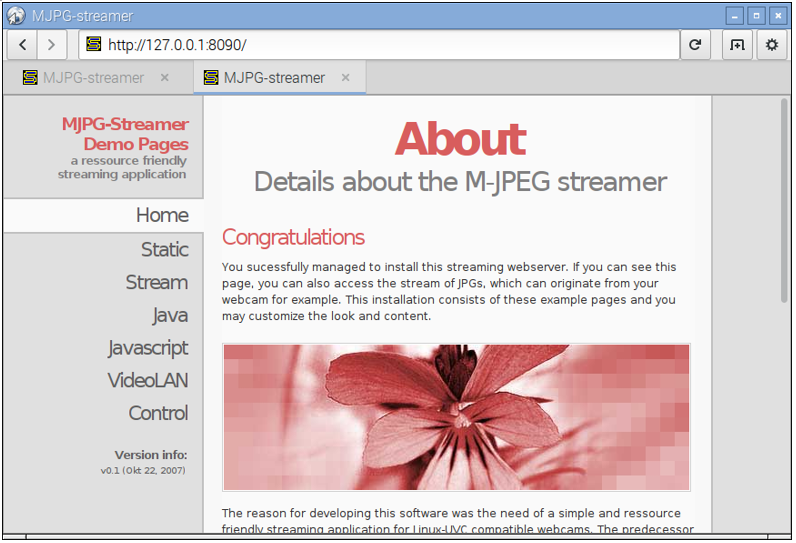 MJPG-streamer
http://127.0.0.1:8090/
MJPG-streamer
MJPG-streamer
MJPG-Streamer
Demo Pages
a ressource friendly
streaming application
Home
Static
Stream
Java
Javascript
VideoLAN
Control
Version info:
v0.1 (Okt 22, 2007)
About
Details about the M-JPEG streamer
Congratulations
You sucessfully managed to install this streaming webserver. If you can see this
page, you can also access the stream of JPGs, which can originate from your
webcam for example. This installation consists of these example pages and you
may customize the look and content.
The reason for developing this software was the need of a simple and ressource
friendly streaming application for Linux-UVC compatible webcams. The predecessor